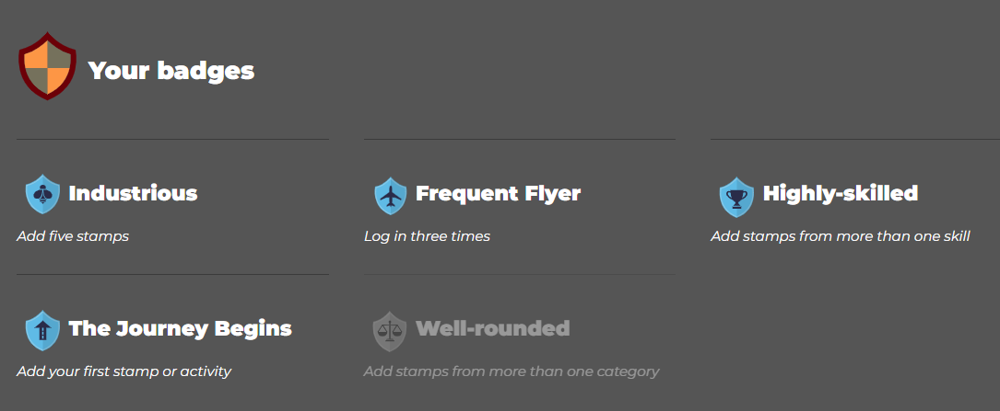 Your badges
Industrious
Add five stamps
Frequent Flyer
Log in three times
Highly-skilled
Add stamps from more than one skill
The Journey Begins
Add your first stamp or activity
Well-rounded
Add stamps from more than one category